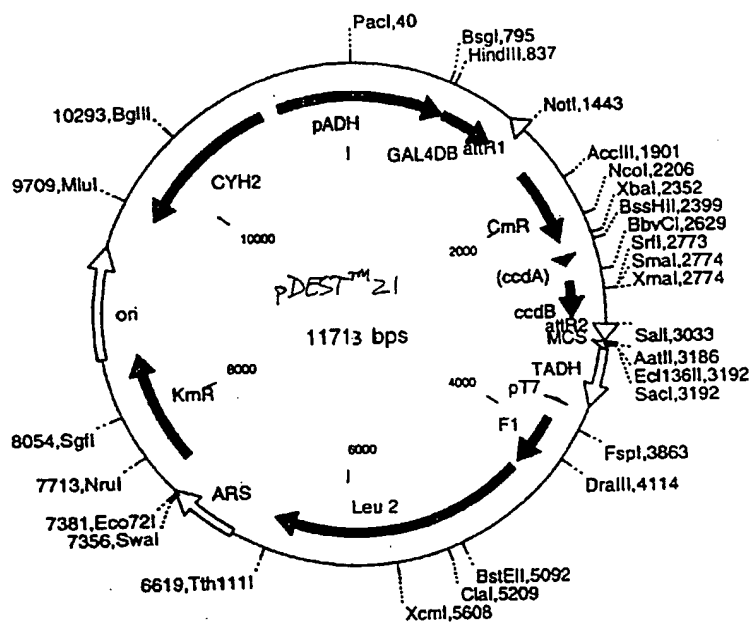 PacI,40
BsgI,795
HindIII,837
NotI,1443
10293,BglII
pADH
GAL4DB
attR1
AccIII,1901
NcoI,2206
XbaI,2352
BssHII,2399
BbvCI,2629
SrfI,2773
SmaI,2774
XmaI,2774
9709,MluI
CYH2
10000
2000
CmR
(ccdA)
pDEST™21
11713 bps
ccdB
attR2
MCS
SalI,3033
AatII,3186
Ecl136II,3192
SacI,3192
ori
TADH
pT7
8000
4000
KmR
F1
6000
FspI,3863
DraIII,4114
8054,SgfI
7713,NruI
ARS
Leu 2
7381,Eco72I
7356,SwaI
6619,Tth111I
BstEII,5092
ClaI,5209
XcmI,5608